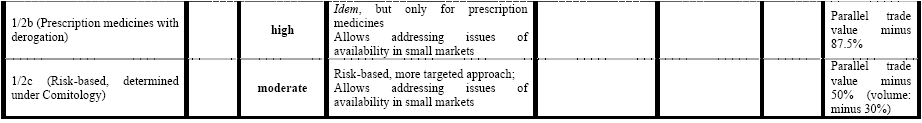 1/2b (Prescription medicines with
derogation)
high
Idem, but only for prescription
medicines
Allows addressing issues of
availability in small markets
Parallel trade
value minus
87.5%
1/2c (Risk-based, determined
under Comitology)
moderate
Risk-based, more targeted approach;
Allows addressing issues of
availability in small markets
Parallel trade
value minus
50% (volume:
minus 30%)